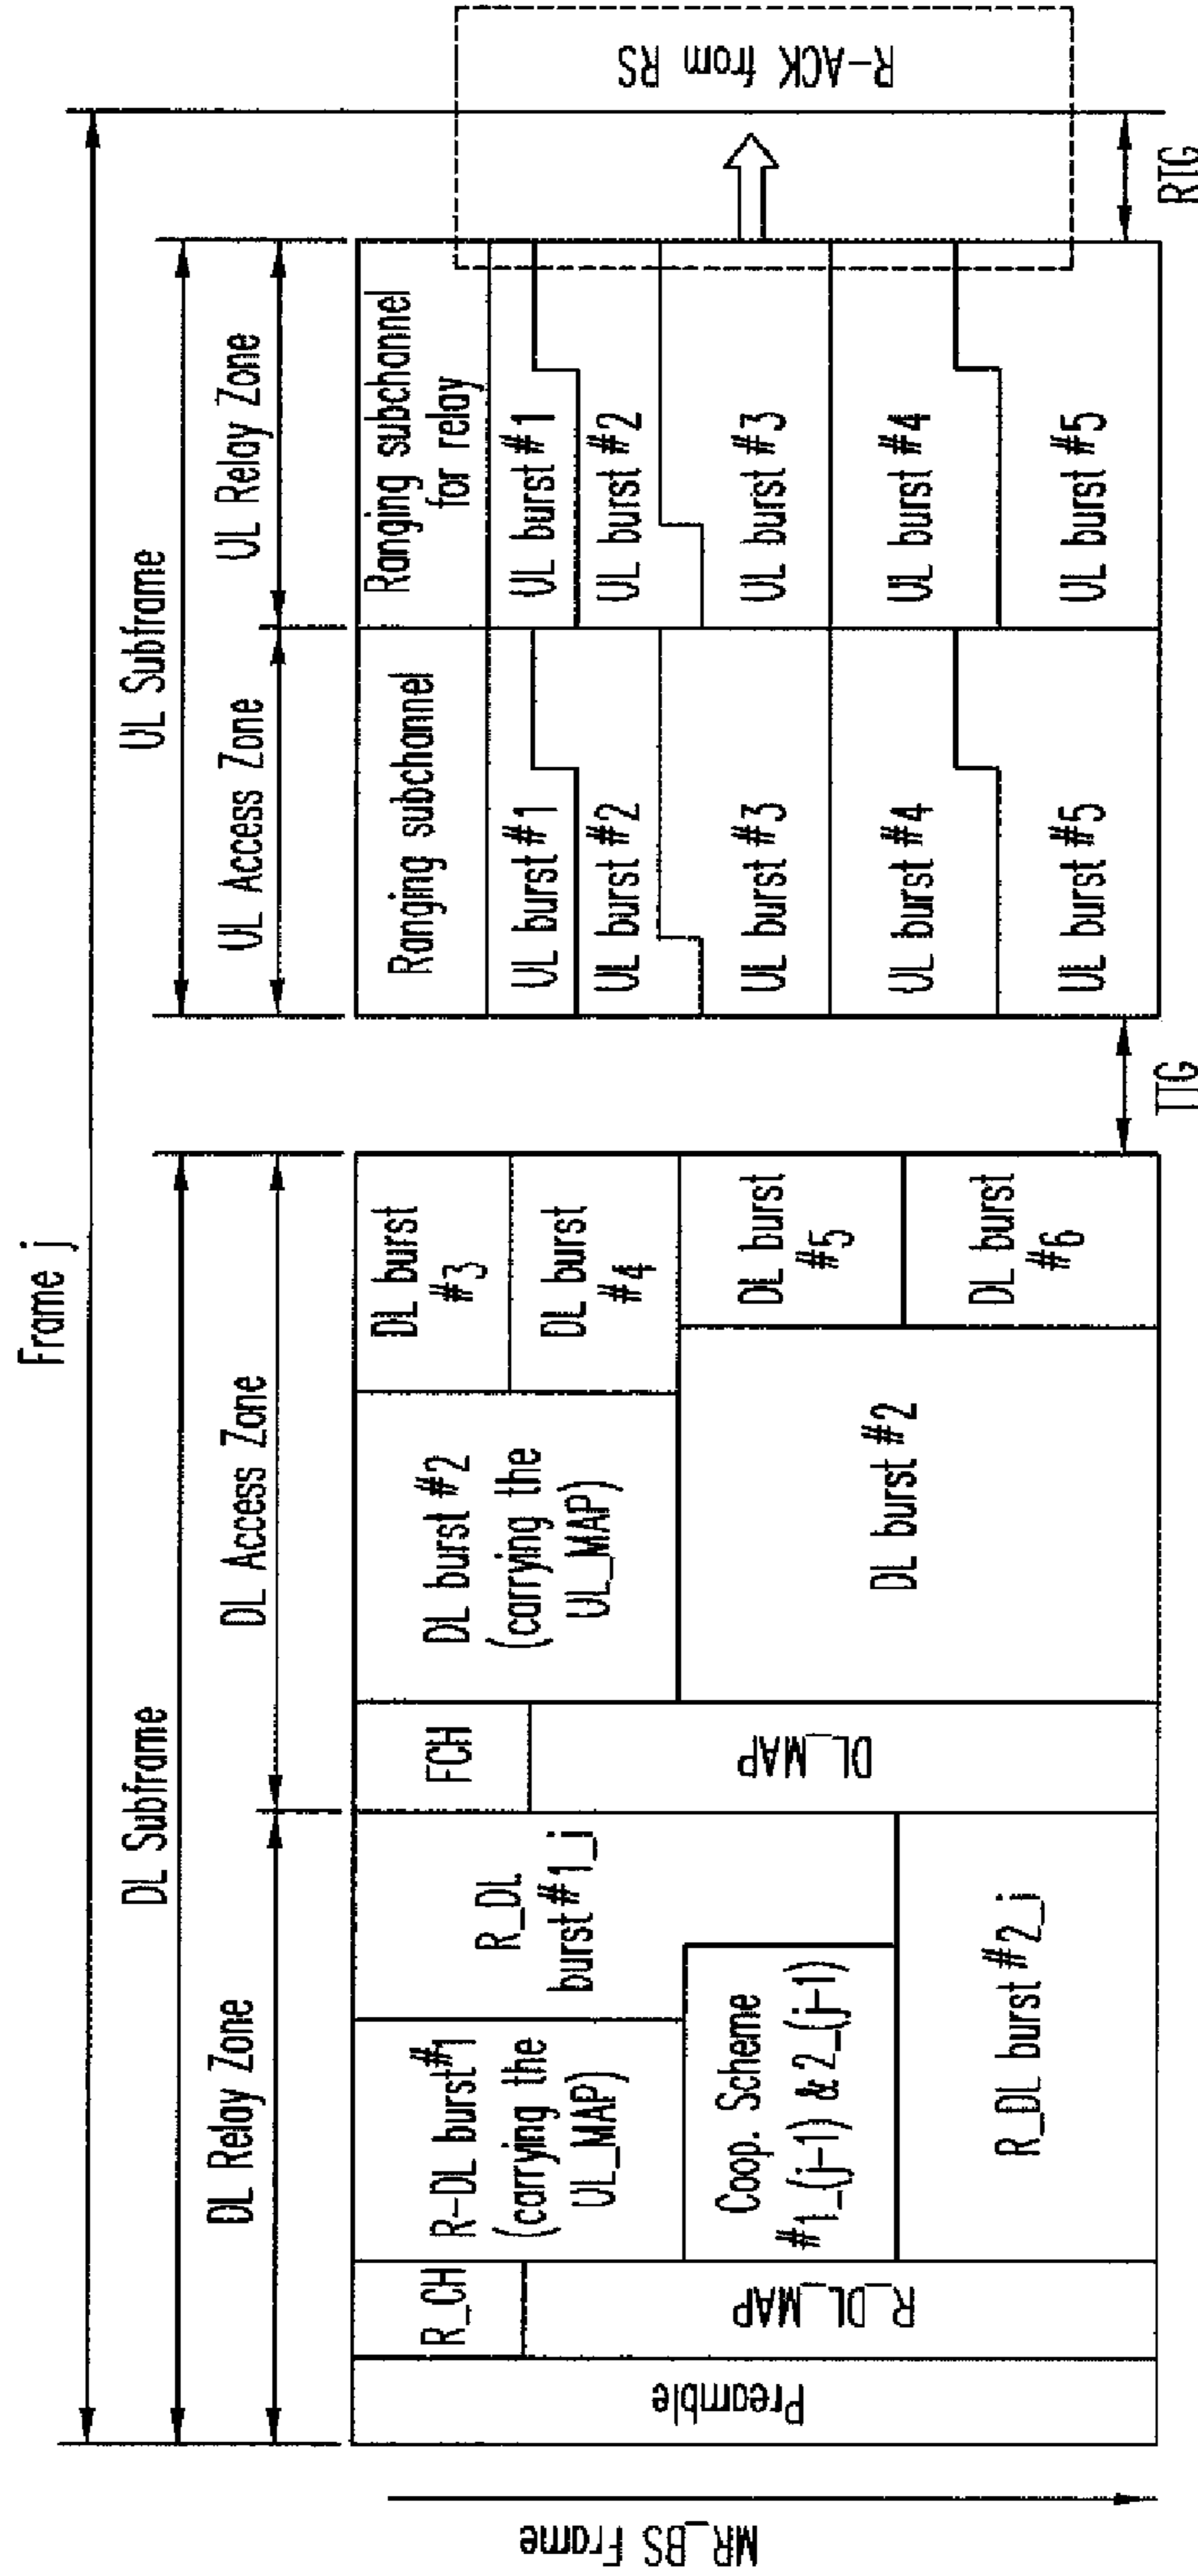 Frame j
DL Subframe
UL Subframe
DL Relay Zone
DL Access Zone
UL Access Zone
UL Relay Zone
MR_BS Frame
Preamble
R_CH
R_DL_MAP
R-DL burst#1
(carrying the
UL_MAP)
R_DL
burst#1_j
Coop. Scheme
#1_(j-1) & 2_(j-1)
R_DL burst#2_j
FCH
DL_MAP
DL burst #2
(carrying the
UL_MAP)
DL burst #2
DL burst
#3
DL burst
#4
DL burst
#5
DL burst
#6
TTG
Ranging subchannel
UL burst#1
UL burst#2
UL burst#3
UL burst#4
UL burst#5
Ranging subchannel
for relay
UL burst#1
UL burst#2
UL burst#3
UL burst#4
UL burst#5
R-ACK from RS
RTG